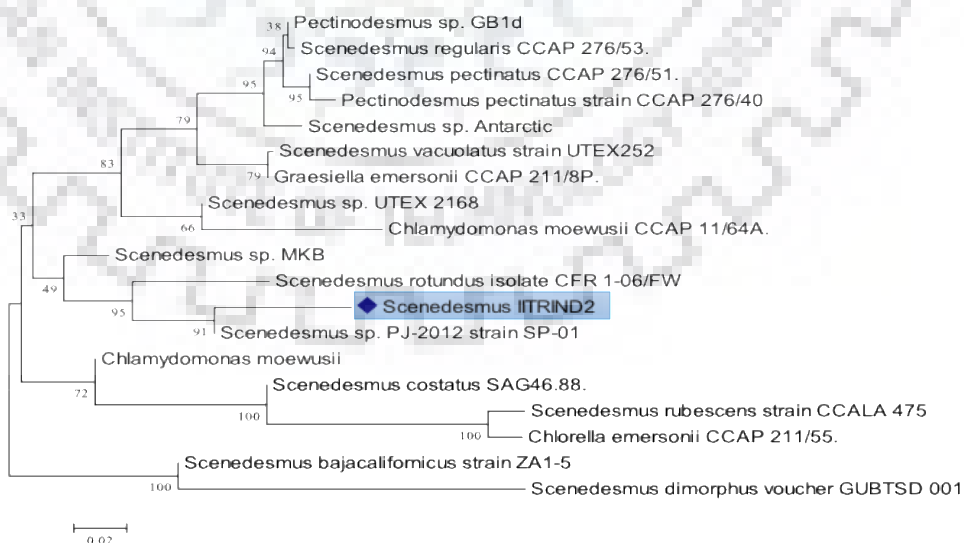 38
Pectinodesmus sp. GB1d
Scenedesmus regularis CCAP 276/53.
94
Scenedesmus pectinatus CCAP 276/51.
95
95
Pectinodesmus pectinatus strain CCAP 276/40
79
Scenedesmus sp. Antarctic
Scenedesmus vacuolatus strain UTEX252
83
79
Graesiella emersonii CCAP 211/8P.
Scenedesmus sp. UTEX 2168
33
66
Chlamydomonas moewusii CCAP 11/64A.
Scenedesmus sp. MKB
49
Scenedesmus rotundus isolate CFR 1-06/FW
95
Scenedesmus IITRIND2
91
Scenedesmus sp. PJ-2012 strain SP-01
Chlamydomonas moewusii
72
Scenedesmus costatus SAG46.88.
100
Scenedesmus rubescens strain CCALA 475
100
Chlorella emersonii CCAP 211/55.
Scenedesmus bajacalifornicus strain ZA1-5
100
Scenedesmus dimorphus voucher GUBTSD 001
0.02